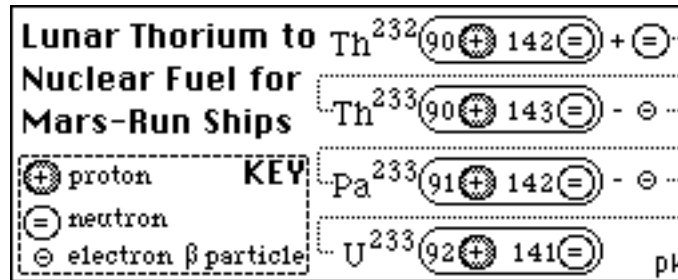 Lunar Thorium to
Nuclear Fuel for
Mars-Run Ships
KEY
proton
neutron
electron β particle
Th232 (90 + 142 =) + =
Th233 (90 + 143 =) - ⊖
Pa233 (91 + 142 =) - ⊖
U233 (92 + 141 =)
pk